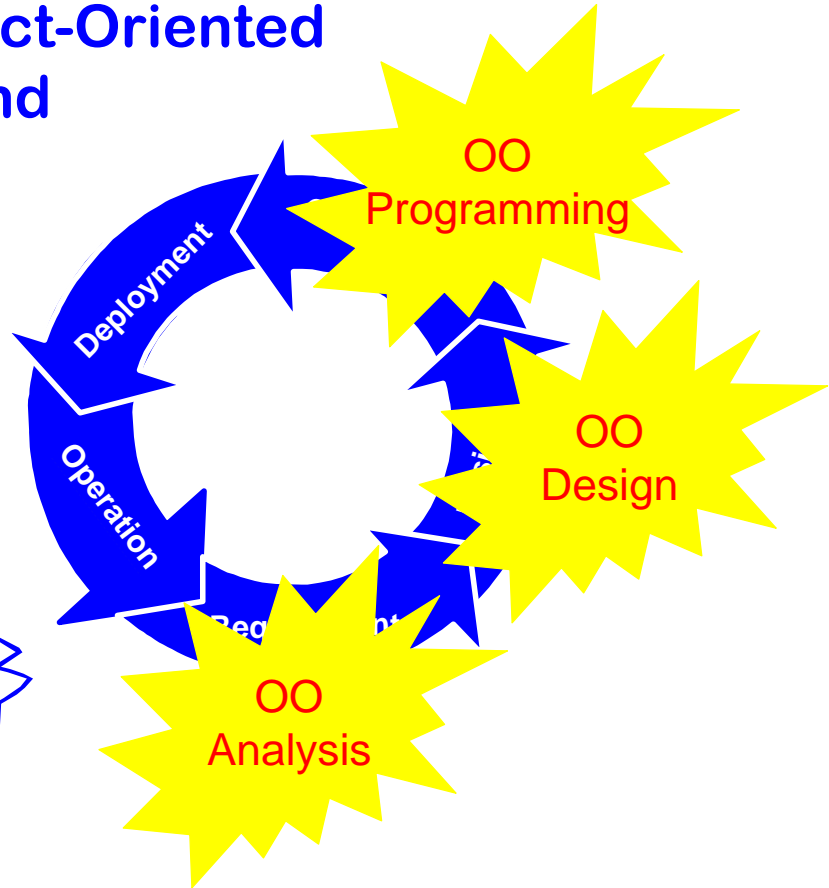 ct-Oriented
nd
OO
Programming
Deployment
OO
Design
Operation
OO
Analysis